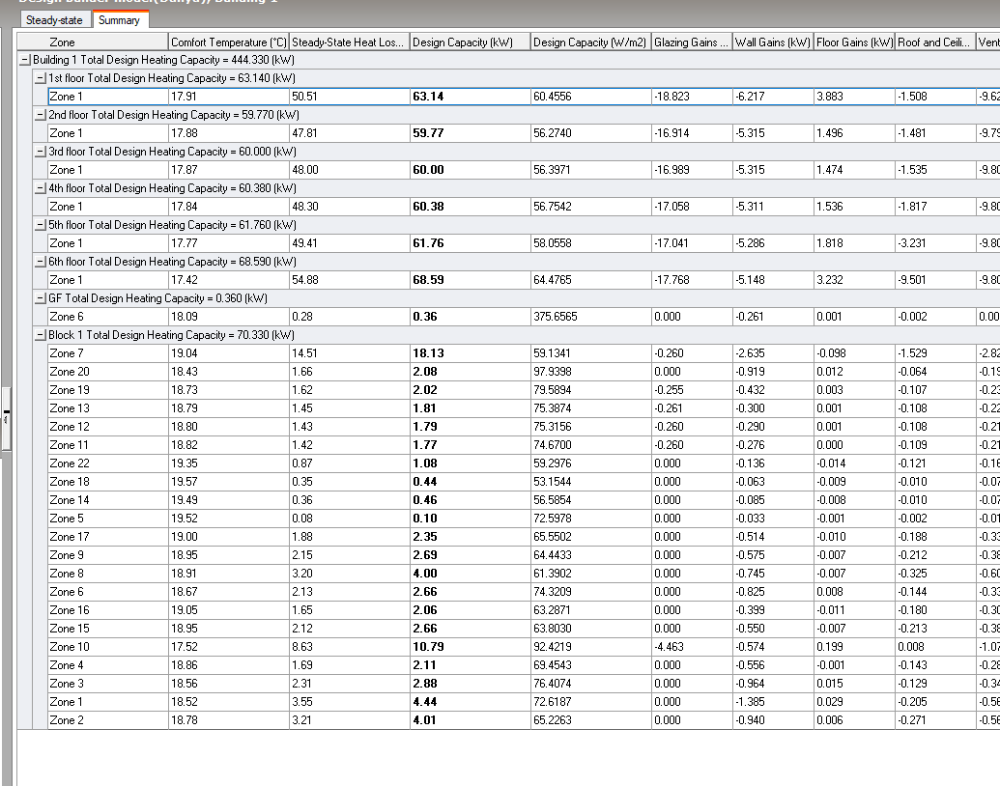 Steady-state Summary
Zone Comfort Temperature (°C) Steady-State Heat Los... Design Capacity (kW) Design Capacity (W/m2) Glazing Gains ... Wall Gains (kW) Floor Gains (kW) Roof and Ceili... Vent
Building 1 Total Design Heating Capacity = 444.330 (kW)
1st floor Total Design Heating Capacity = 63.140 (kW)
Zone 1 17.91 50.51 63.14 60.4556 -18.823 -6.217 3.883 -1.508 -9.62
2nd floor Total Design Heating Capacity = 59.770 (kW)
Zone 1 17.88 47.81 59.77 56.2740 -16.914 -5.315 1.496 -1.481 -9.79
3rd floor Total Design Heating Capacity = 60.000 (kW)
Zone 1 17.87 48.00 60.00 56.3971 -16.989 -5.315 1.474 -1.535 -9.80
4th floor Total Design Heating Capacity = 60.380 (kW)
Zone 1 17.84 48.30 60.38 56.7542 -17.058 -5.311 1.536 -1.817 -9.80
5th floor Total Design Heating Capacity = 61.760 (kW)
Zone 1 17.77 49.41 61.76 58.0558 -17.041 -5.286 1.818 -3.231 -9.80
6th floor Total Design Heating Capacity = 68.590 (kW)
Zone 1 17.42 54.88 68.59 64.4765 -17.768 -5.148 3.232 -9.501 -9.80
GF Total Design Heating Capacity = 0.360 (kW)
Zone 6 18.09 0.28 0.36 375.6565 0.000 -0.261 0.001 -0.002 0.00
Block 1 Total Design Heating Capacity = 70.330 (kW)
Zone 7 19.04 14.51 18.13 59.1341 -0.260 -2.635 -0.098 -1.529 -2.82
Zone 20 18.43 1.66 2.08 97.9398 0.000 -0.919 0.012 -0.064 -0.19
Zone 19 18.73 1.62 2.02 79.5894 -0.255 -0.432 0.003 -0.107 -0.23
Zone 13 18.79 1.45 1.81 75.3874 -0.261 -0.300 0.001 -0.108 -0.22
Zone 12 18.80 1.43 1.79 75.3156 -0.260 -0.290 0.001 -0.108 -0.21
Zone 11 18.82 1.42 1.77 74.6700 -0.260 -0.276 0.000 -0.109 -0.21
Zone 22 19.35 0.87 1.08 59.2976 0.000 -0.136 -0.014 -0.121 -0.16
Zone 18 19.57 0.35 0.44 53.1544 0.000 -0.063 -0.009 -0.010 -0.07
Zone 14 19.49 0.36 0.46 56.5854 0.000 -0.085 -0.008 -0.010 -0.07
Zone 5 19.52 0.08 0.10 72.5978 0.000 -0.033 -0.001 -0.002 -0.01
Zone 17 19.00 1.88 2.35 65.5502 0.000 -0.514 -0.010 -0.188 -0.33
Zone 9 18.95 2.15 2.69 64.4433 0.000 -0.575 -0.007 -0.212 -0.38
Zone 8 18.91 3.20 4.00 61.3902 0.000 -0.745 -0.007 -0.325 -0.60
Zone 6 18.67 2.13 2.66 74.3209 0.000 -0.825 0.008 -0.144 -0.33
Zone 16 19.05 1.65 2.06 63.2871 0.000 -0.399 -0.011 -0.180 -0.30
Zone 15 18.95 2.12 2.66 63.8030 0.000 -0.550 -0.007 -0.213 -0.38
Zone 10 17.52 8.63 10.79 92.4219 -4.463 -0.574 0.199 0.008 -1.07
Zone 4 18.86 1.69 2.11 69.4543 0.000 -0.556 -0.001 -0.143 -0.28
Zone 3 18.56 2.31 2.88 76.4074 0.000 -0.964 0.015 -0.129 -0.34
Zone 1 18.52 3.55 4.44 72.6187 0.000 -1.385 0.029 -0.205 -0.56
Zone 2 18.78 3.21 4.01 65.2263 0.000 -0.940 0.006 -0.271 -0.56